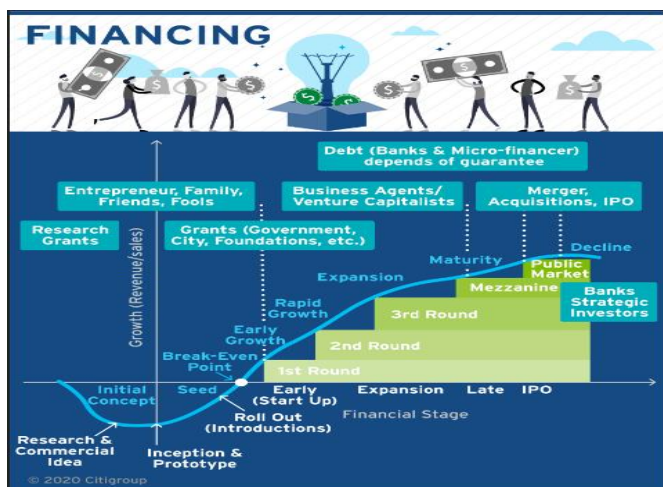 FINANCING
Debt (Banks & Micro-financer)
depends of guarantee
Entrepreneur, Family,
Friends, Fools
Business Agents/
Venture Capitalists
Merger,
Acquisitions, IPO
Research
Grants
Grants (Government,
City, Foundations, etc.)
Growth (Revenue/sales)
Decline
Maturity
Public
Market
Expansion
Mezzanine
Banks
Strategic
Investors
Rapid
Growth
3rd Round
Early
Growth
2nd Round
Break-Even
Point
1st Round
Initial
Concept
Seed
Early
(Start Up)
Expansion
Late
IPO
Roll Out
(Introductions)
Financial Stage
Research &
Commercial
Idea
Inception &
Prototype
© 2020 Citigroup